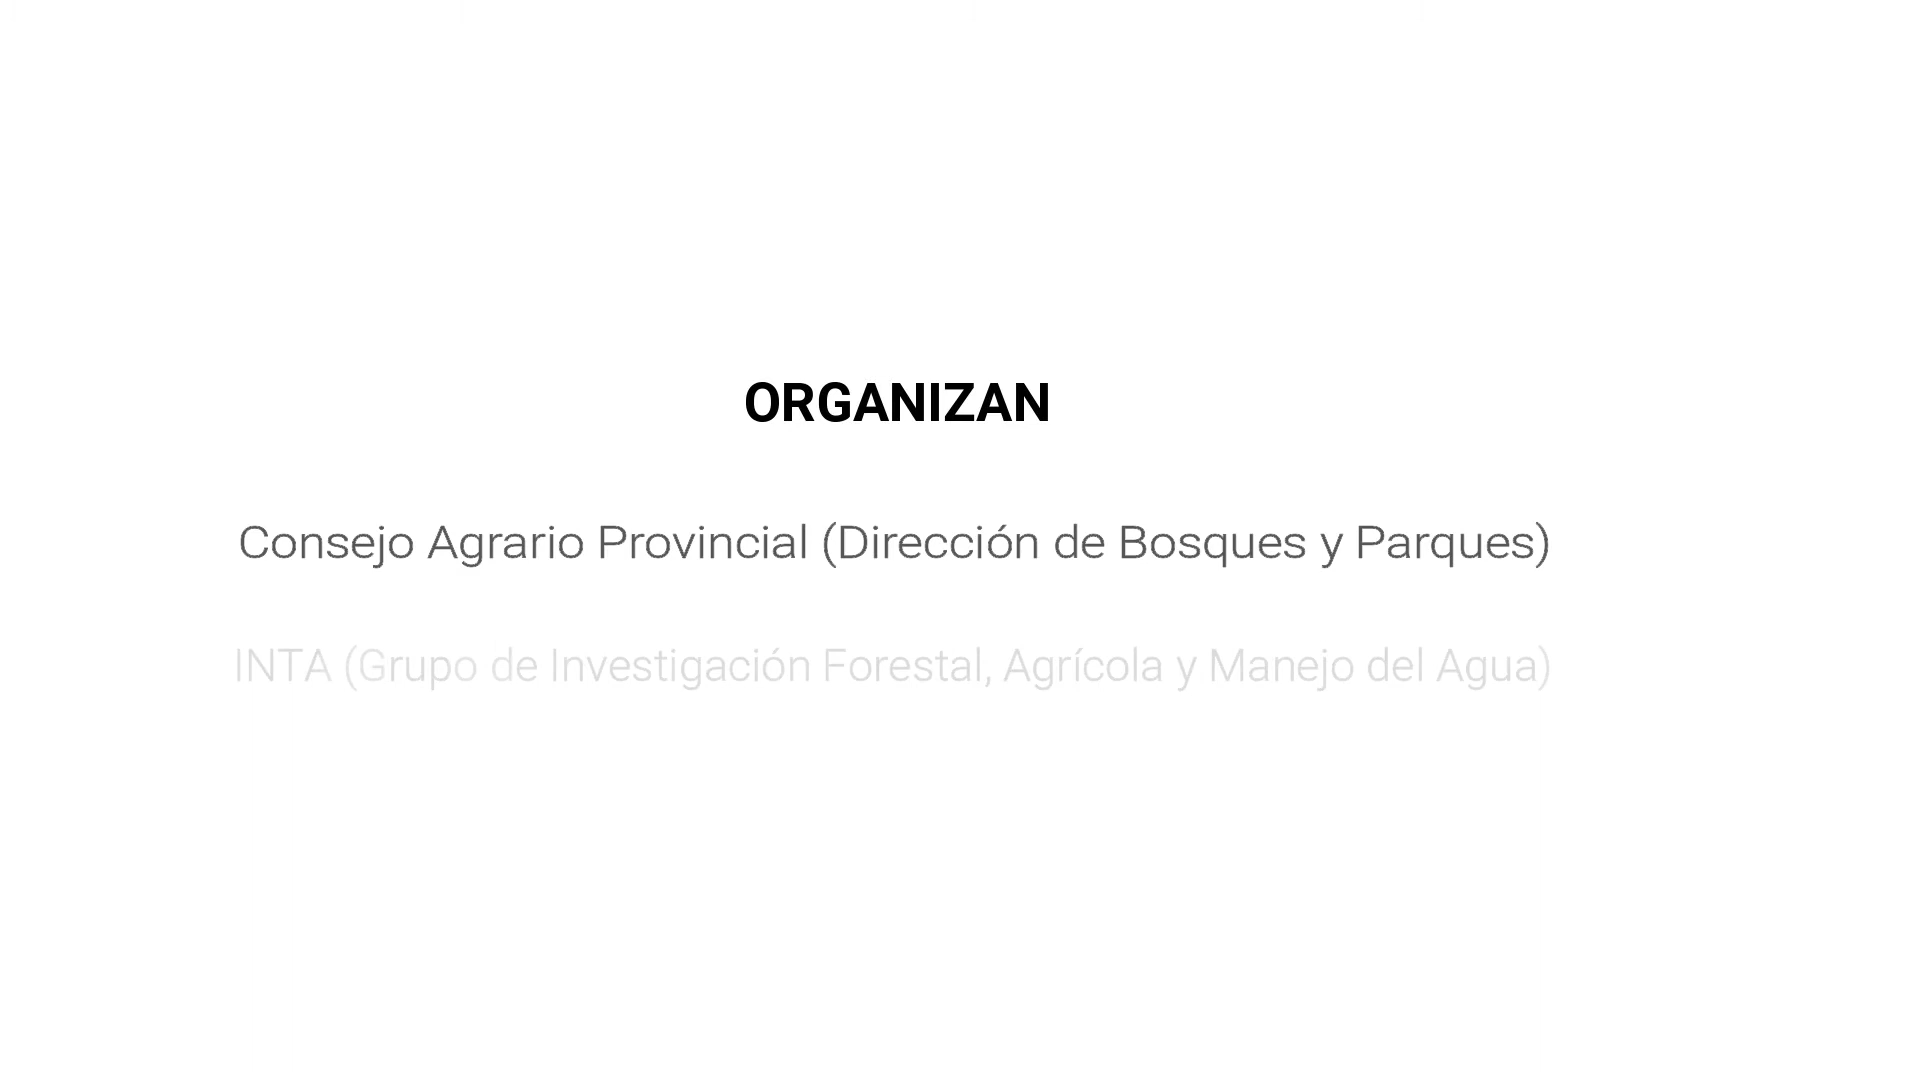 ORGANIZAN
Consejo Agrario Provincial (Dirección de Bosques y Parques)
INTA (Grupo de Investigación Forestal, Agrícola y Manejo del Agua)